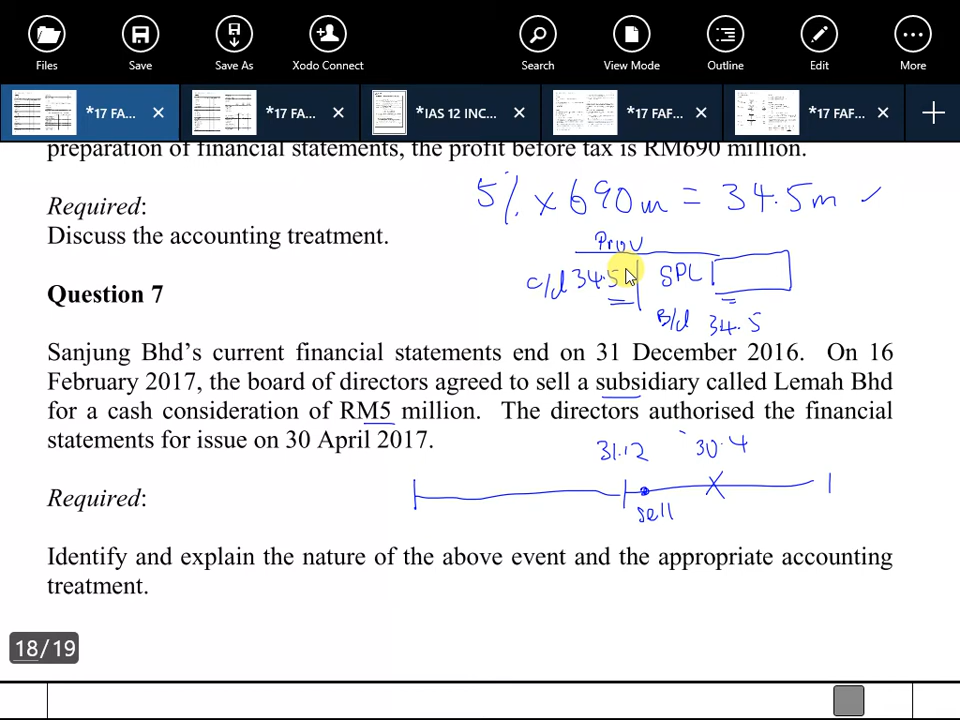 Files Save Save As Xodo Connect Search View Mode Outline Edit More
*17 FA... × *17 FA... × *IAS 12 INC... × *17 FAF... × *17 FAF... × +
preparation of financial statements, the profit before tax is RM690 million.
Required:
5% × 690m = 34.5m ✓
Discuss the accounting treatment.
Prov
c/d 34.5 SPL
Question 7
B/d 34.5
Sanjung Bhd's current financial statements end on 31 December 2016. On 16
February 2017, the board of directors agreed to sell a subsidiary called Lemah Bhd
for a cash consideration of RM5 million. The directors authorised the financial
statements for issue on 30 April 2017.
31.12 30.4
Required:
sell
Identify and explain the nature of the above event and the appropriate accounting
treatment.
18/19